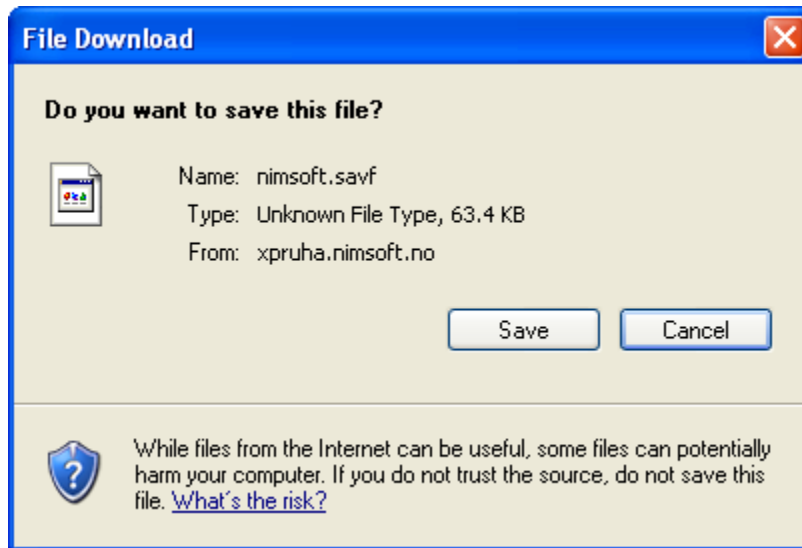 File Download
Do you want to save this file?
Name: nimsoft.savf
Type: Unknown File Type, 63.4 KB
From: xpruha.nimsoft.no
Save Cancel
While files from the Internet can be useful, some files can potentially
harm your computer. If you do not trust the source, do not save this
file. What's the risk?